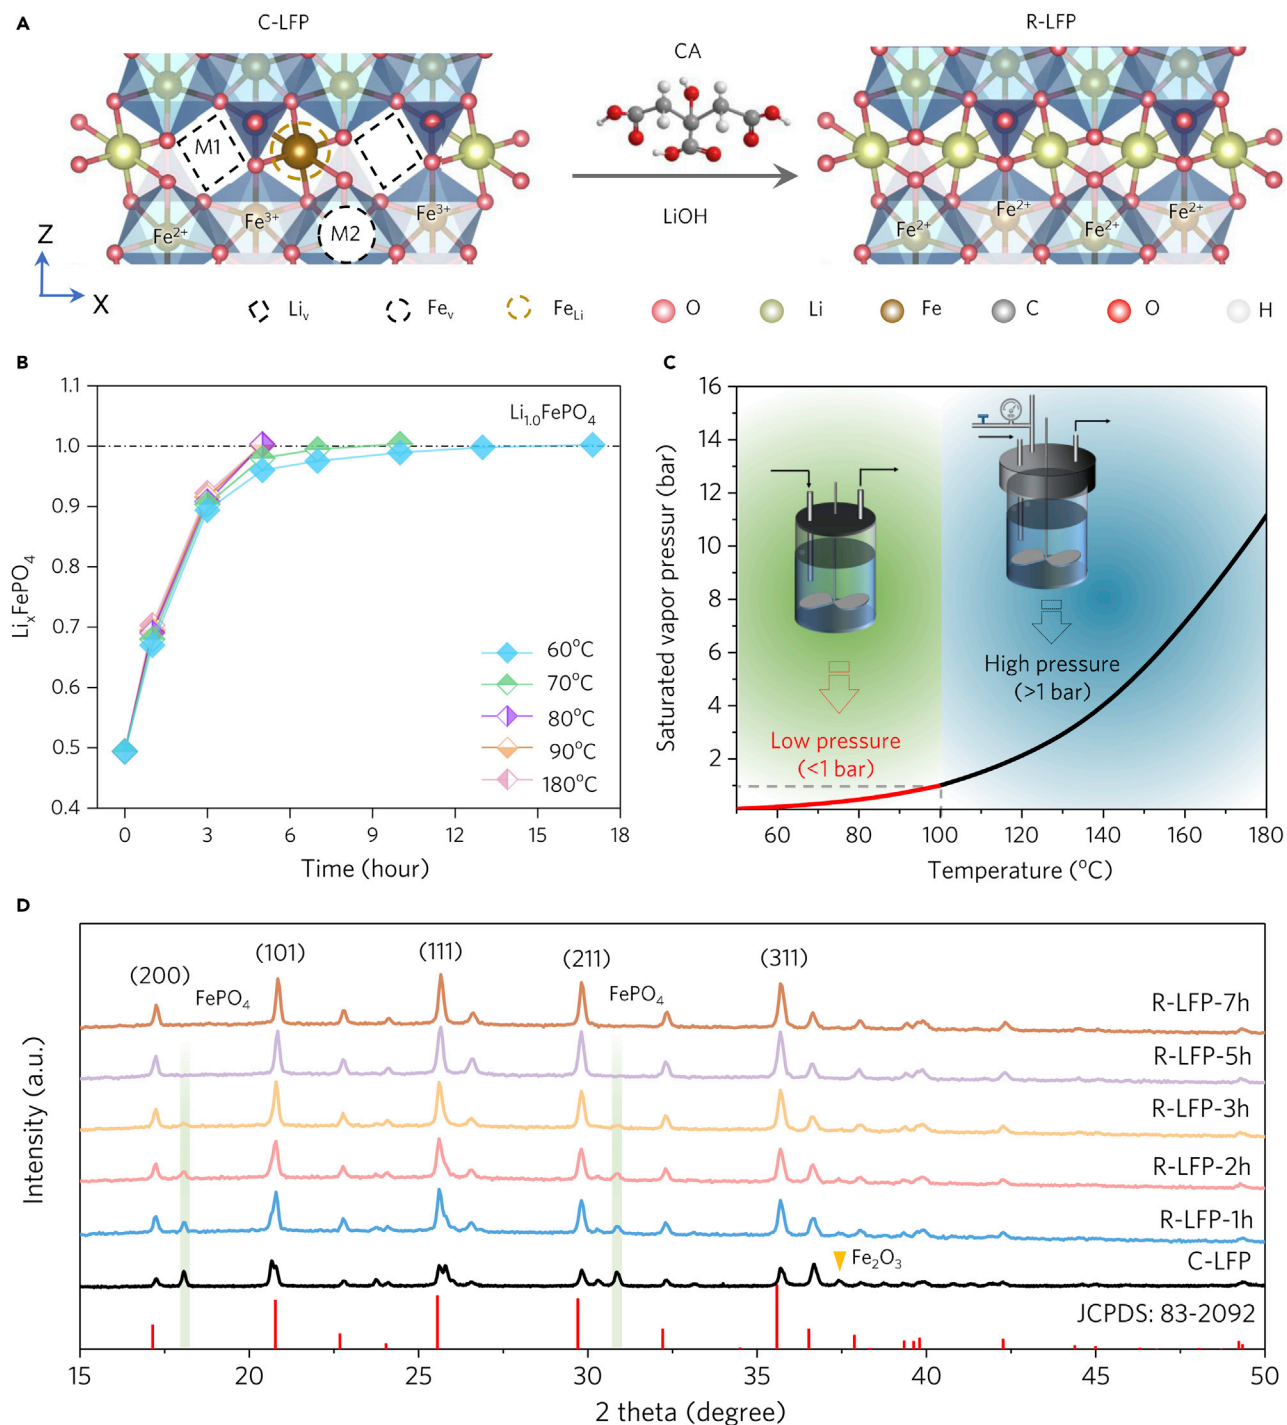 A
C-LFP
CA
R-LFP
M1
Fe2+
Fe3+
M2
Fe3+
LiOH
Fe2+
Fe2+
Fe2+
Fe2+
Z
X
Liv
Fev
FeLi
O
Li
Fe
C
O
H
B
1.1
1.0
0.9
0.8
0.7
0.6
0.5
0.4
LixFePO4
Li1.0FePO4
60°C
70°C
80°C
90°C
180°C
0
3
6
9
12
15
18
Time (hour)
C
16
14
12
10
8
6
4
2
Saturated vapor pressur (bar)
Low pressure
(<1 bar)
High pressure
(>1 bar)
60
80
100
120
140
160
180
Temperature (°C)
D
Intensity (a.u.)
(200)
FePO4
(101)
(111)
(211)
FePO4
(311)
R-LFP-7h
R-LFP-5h
R-LFP-3h
R-LFP-2h
R-LFP-1h
Fe2O3
C-LFP
JCPDS: 83-2092
15
20
25
30
35
40
45
50
2 theta (degree)